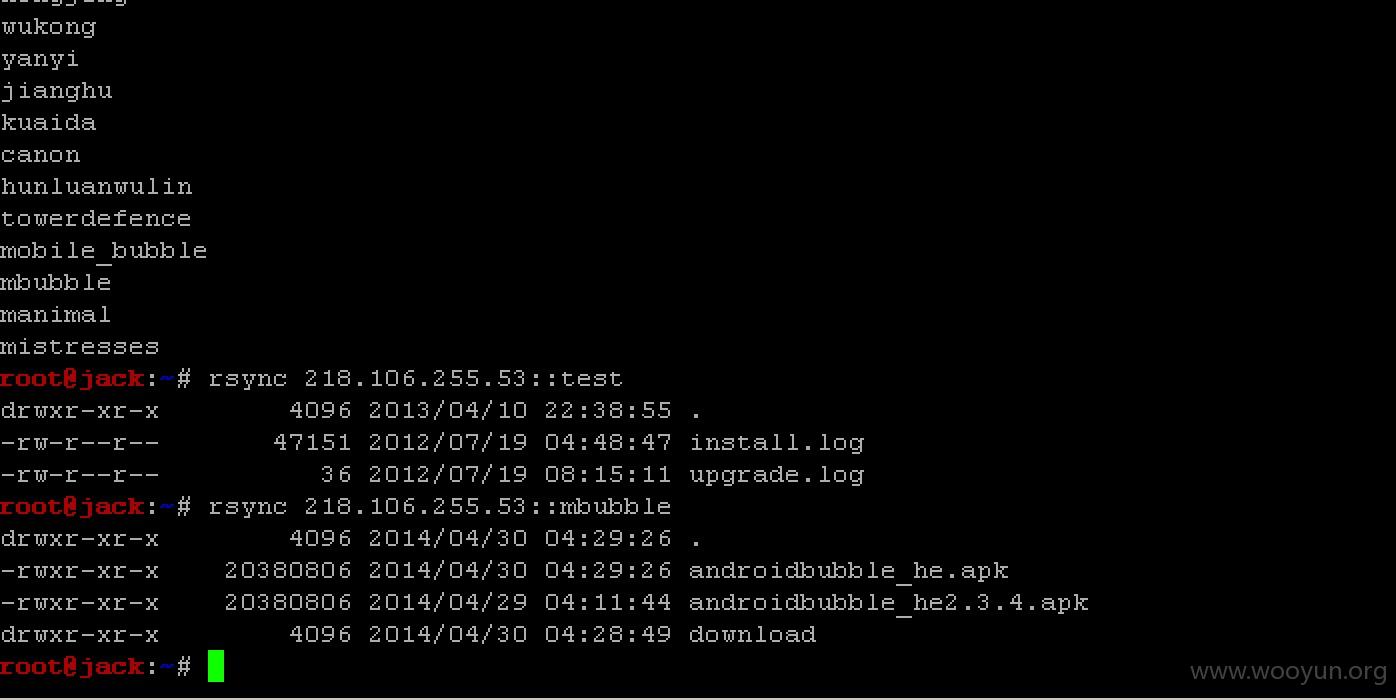 wukong
yanyi
jianghu
kuaida
canon
hunluanwulin
towerdefence
mobile_bubble
mbubble
manimal
mistresses
root@jack:~# rsync 218.106.255.53::test
drwxr-xr-x        4096 2013/04/10 22:38:55 .
-rw-r--r--       47151 2012/07/19 04:48:47 install.log
-rw-r--r--          36 2012/07/19 08:15:11 upgrade.log
root@jack:~# rsync 218.106.255.53::mbubble
drwxr-xr-x        4096 2014/04/30 04:29:26 .
-rwxr-xr-x    20380806 2014/04/30 04:29:26 androidbubble_he.apk
-rwxr-xr-x    20380806 2014/04/29 04:11:44 androidbubble_he2.3.4.apk
drwxr-xr-x        4096 2014/04/30 04:28:49 download
root@jack:~#
www.wooyun.org